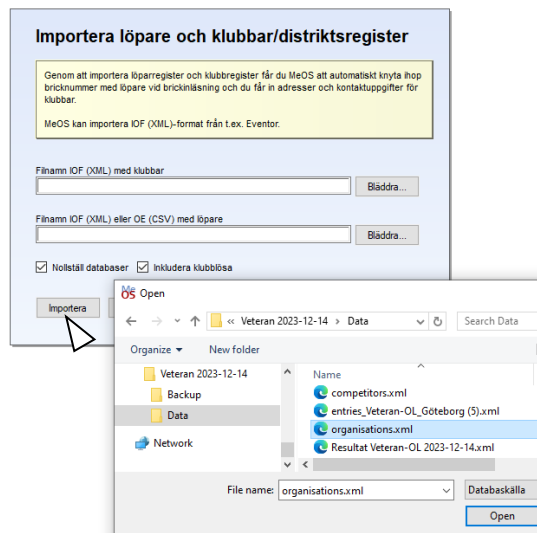 Importera löpare och klubbar/distriktsregister
Genom att importera löparregister och klubbregister får du MeOS att automatiskt knyta ihop
bricknummer med löpare vid brickinläsning och du får in adresser och kontaktuppgifter för
klubbar.
MeOS kan importera IOF (XML)-format från t.ex. Eventor.
Filnamn IOF (XML) med klubbar
Bläddra...
Filnamn IOF (XML) eller OE (CSV) med löpare
Bläddra...
Nollställ databaser Inkludera klubblösa
Importera
MeOS Open
« Veteran 2023-12-14 › Data Search Data
Organize New folder
Veteran 2023-12-14 Name
Backup competitors.xml
Data entries_Veteran-OL_Göteborg (5).xml
organisations.xml
Network Resultat Veteran-OL 2023-12-14.xml
File name: organisations.xml Databaskälla
Open